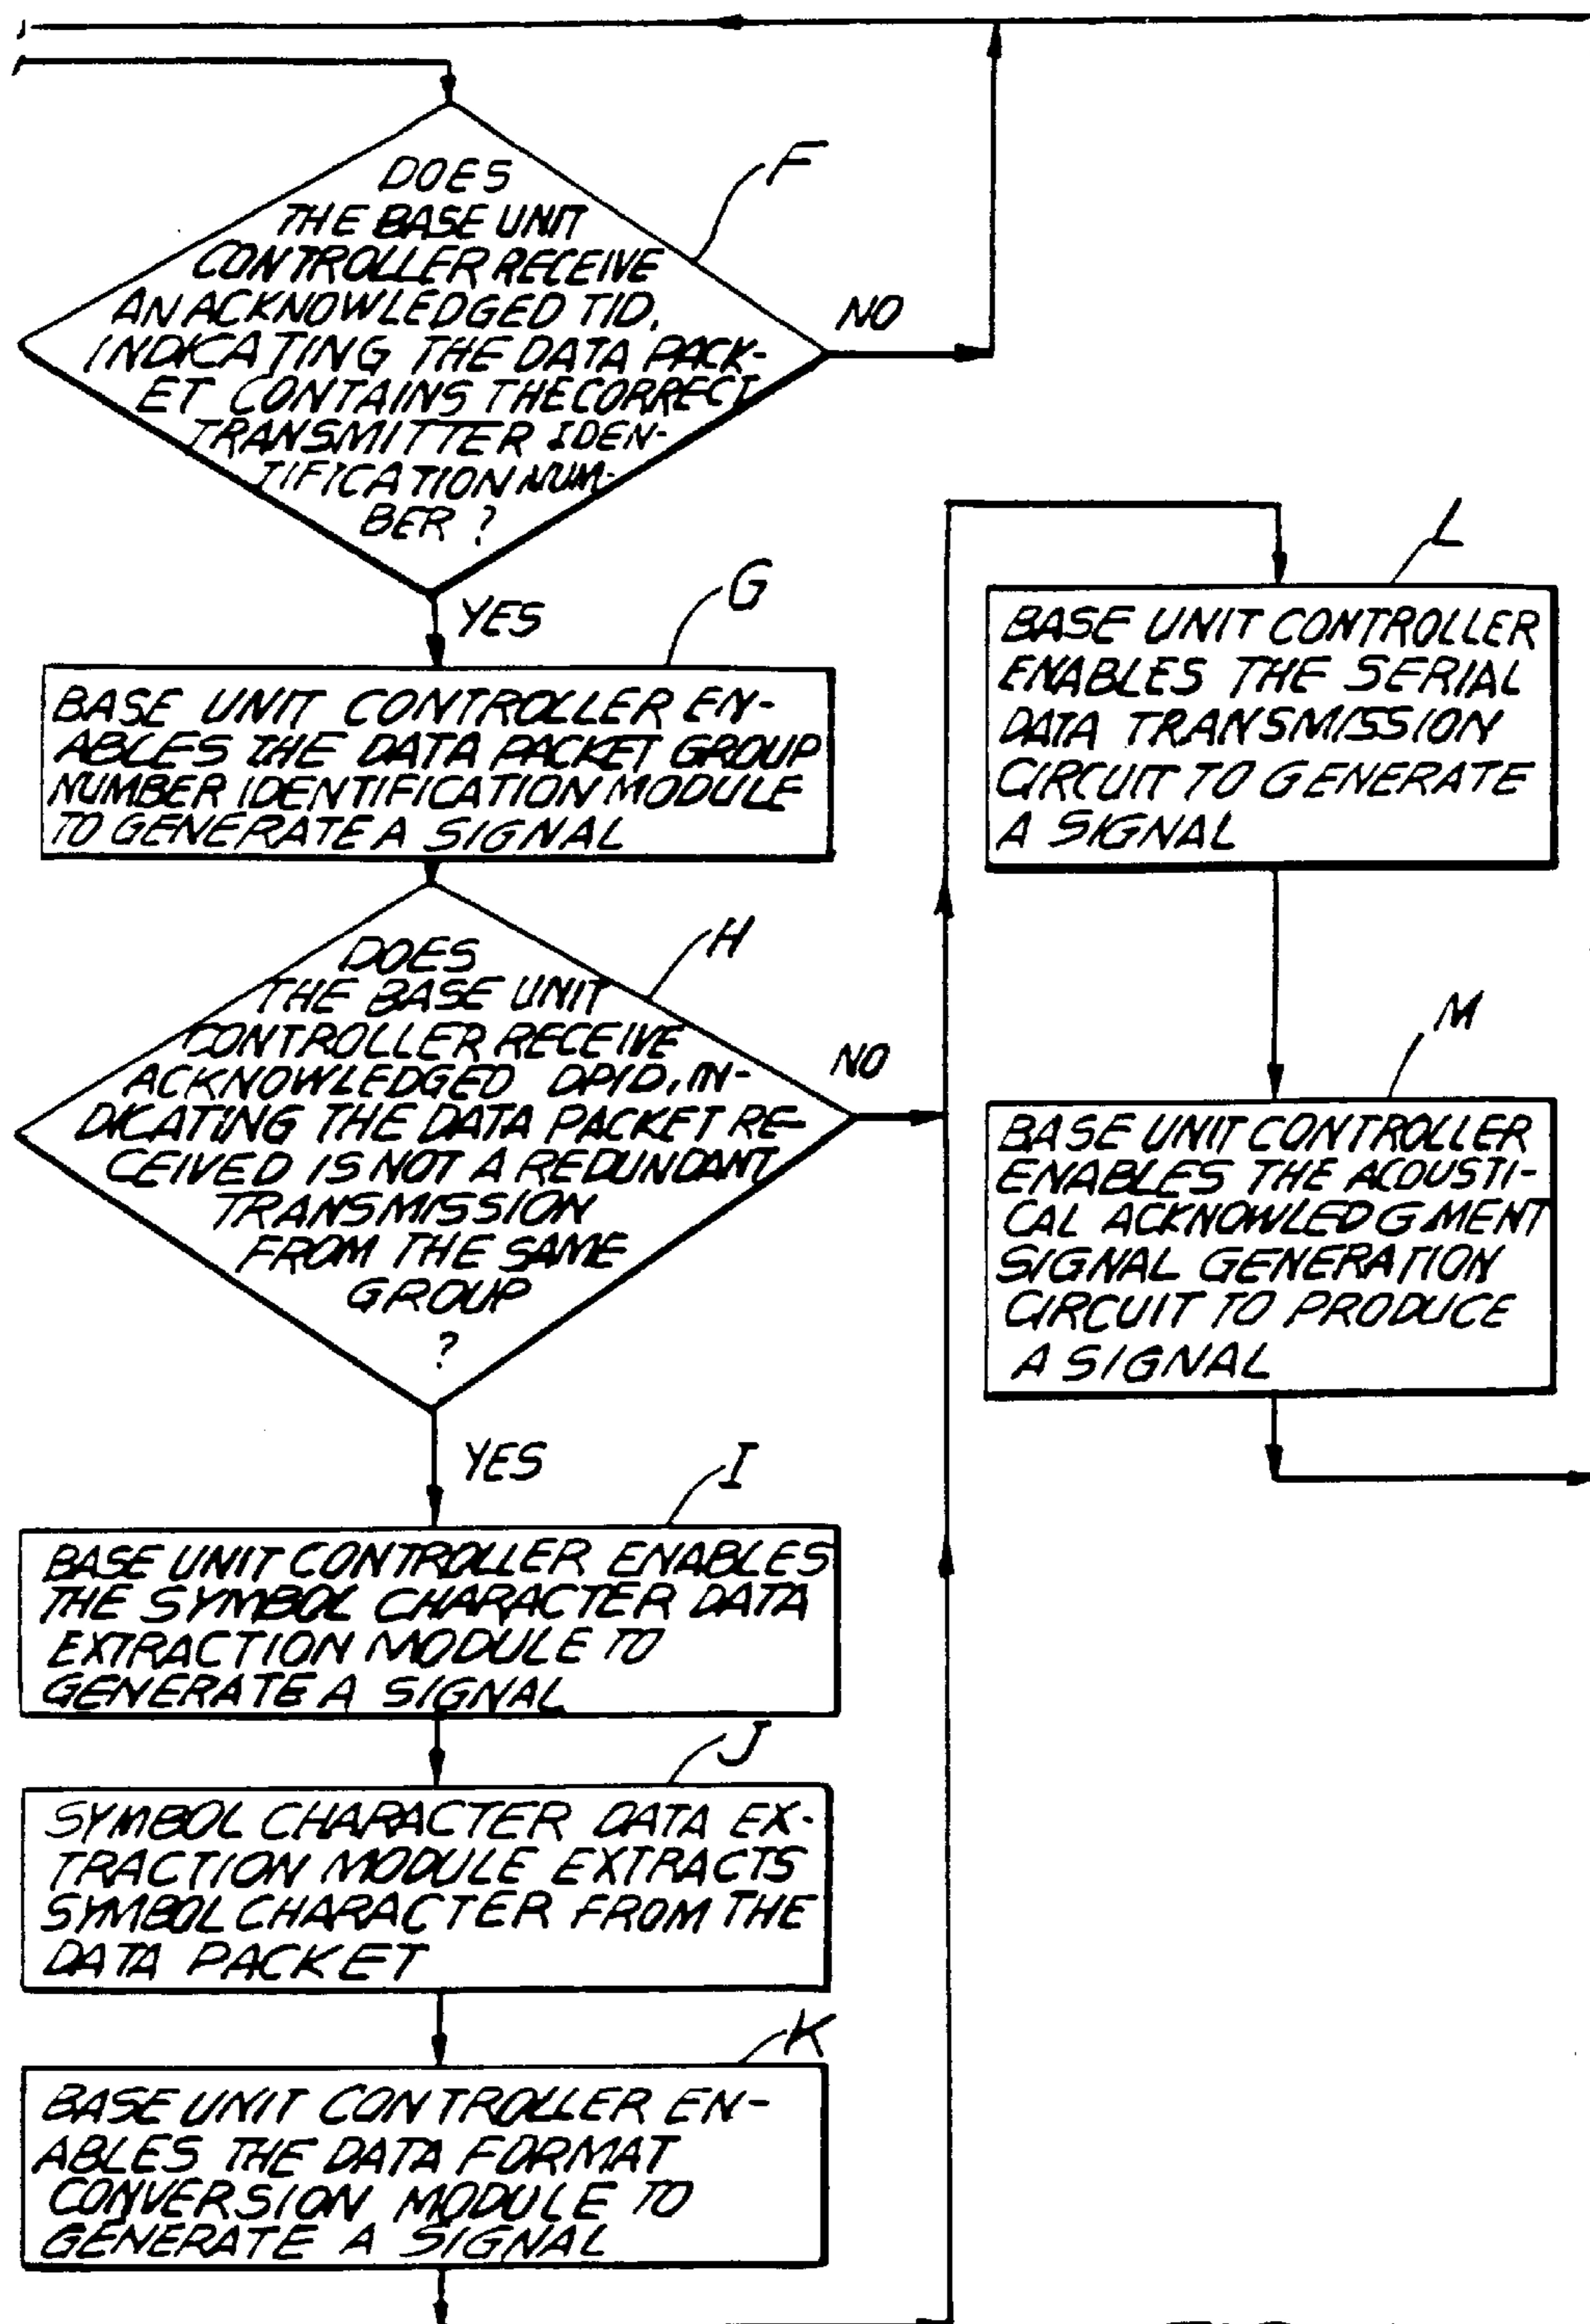 F
DOES
THE BASE UNIT
CONTROLLER RECEIVE
AN ACKNOWLEDGED TID,
INDICATING THE DATA PACK-
ET CONTAINS THE CORRECT
TRANSMITTER IDEN-
TIFICATION NUM-
BER ?
NO
YES
G
BASE UNIT CONTROLLER EN-
ABLES THE DATA PACKET GROUP
NUMBER IDENTIFICATION MODULE
TO GENERATE A SIGNAL
H
DOES
THE BASE UNIT
CONTROLLER RECEIVE
ACKNOWLEDGED DPID, IN-
DICATING THE DATA PACKET RE-
CEIVED IS NOT A REDUNDANT
TRANSMISSION
FROM THE SAME
GROUP
?
NO
YES
I
BASE UNIT CONTROLLER ENABLES
THE SYMBOL CHARACTER DATA
EXTRACTION MODULE TO
GENERATE A SIGNAL
J
SYMBOL CHARACTER DATA EX-
TRACTION MODULE EXTRACTS
SYMBOL CHARACTER FROM THE
DATA PACKET
K
BASE UNIT CONTROLLER EN-
ABLES THE DATA FORMAT
CONVERSION MODULE TO
GENERATE A SIGNAL
L
BASE UNIT CONTROLLER
ENABLES THE SERIAL
DATA TRANSMISSION
CIRCUIT TO GENERATE
A SIGNAL
M
BASE UNIT CONTROLLER
ENABLES THE ACOUSTI-
CAL ACKNOWLEDGMENT
SIGNAL GENERATION
CIRCUIT TO PRODUCE
A SIGNAL